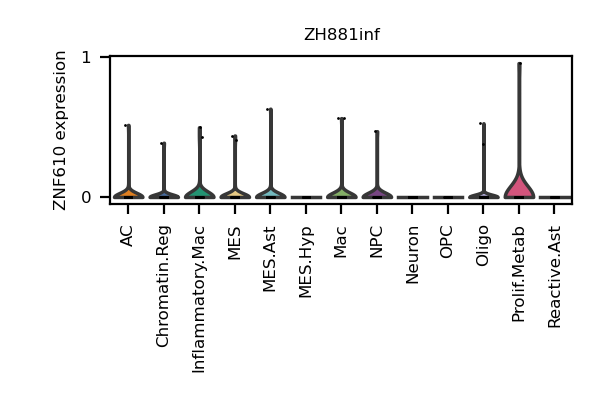 ZH881inf
ZNF610 expression
1
0
AC
Chromatin.Reg
Inflammatory.Mac
MES
MES.Ast
MES.Hyp
Mac
NPC
Neuron
OPC
Oligo
Prolif.Metab
Reactive.Ast